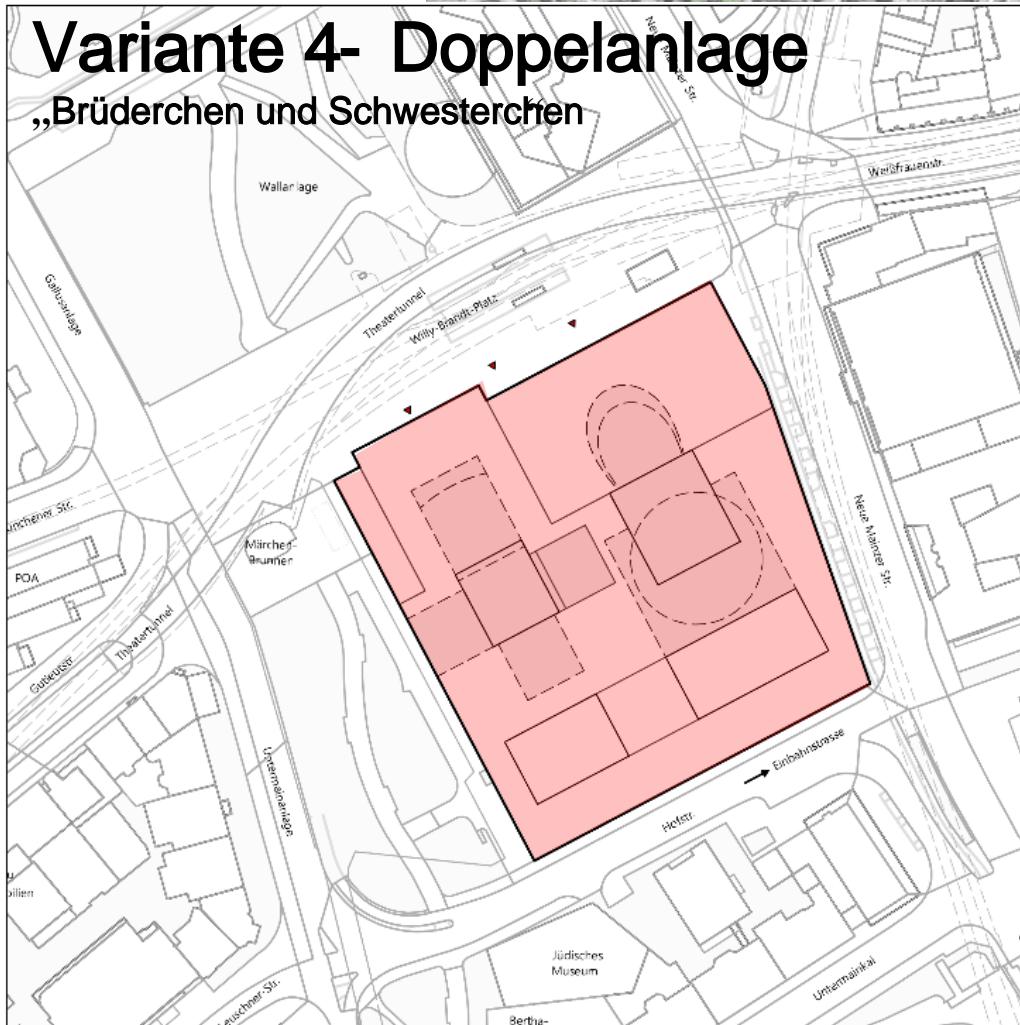 Variante 4- Doppelanlage
„Brüderchen und Schwesterchen“
Neue Mainzer Str.
Weißfrauenstr.
Wallanlage
Gallusanlage
Theatertunnel
Willy-Brandt-Platz
Märchen-
Brunnen
POA
Theatertunnel
Gutleutstr.
Neue Mainzer Str.
Untermainanlage
Einbahnstrasse
Hofstr.
Jüdisches
Museum
Untermainkai
Bertha-